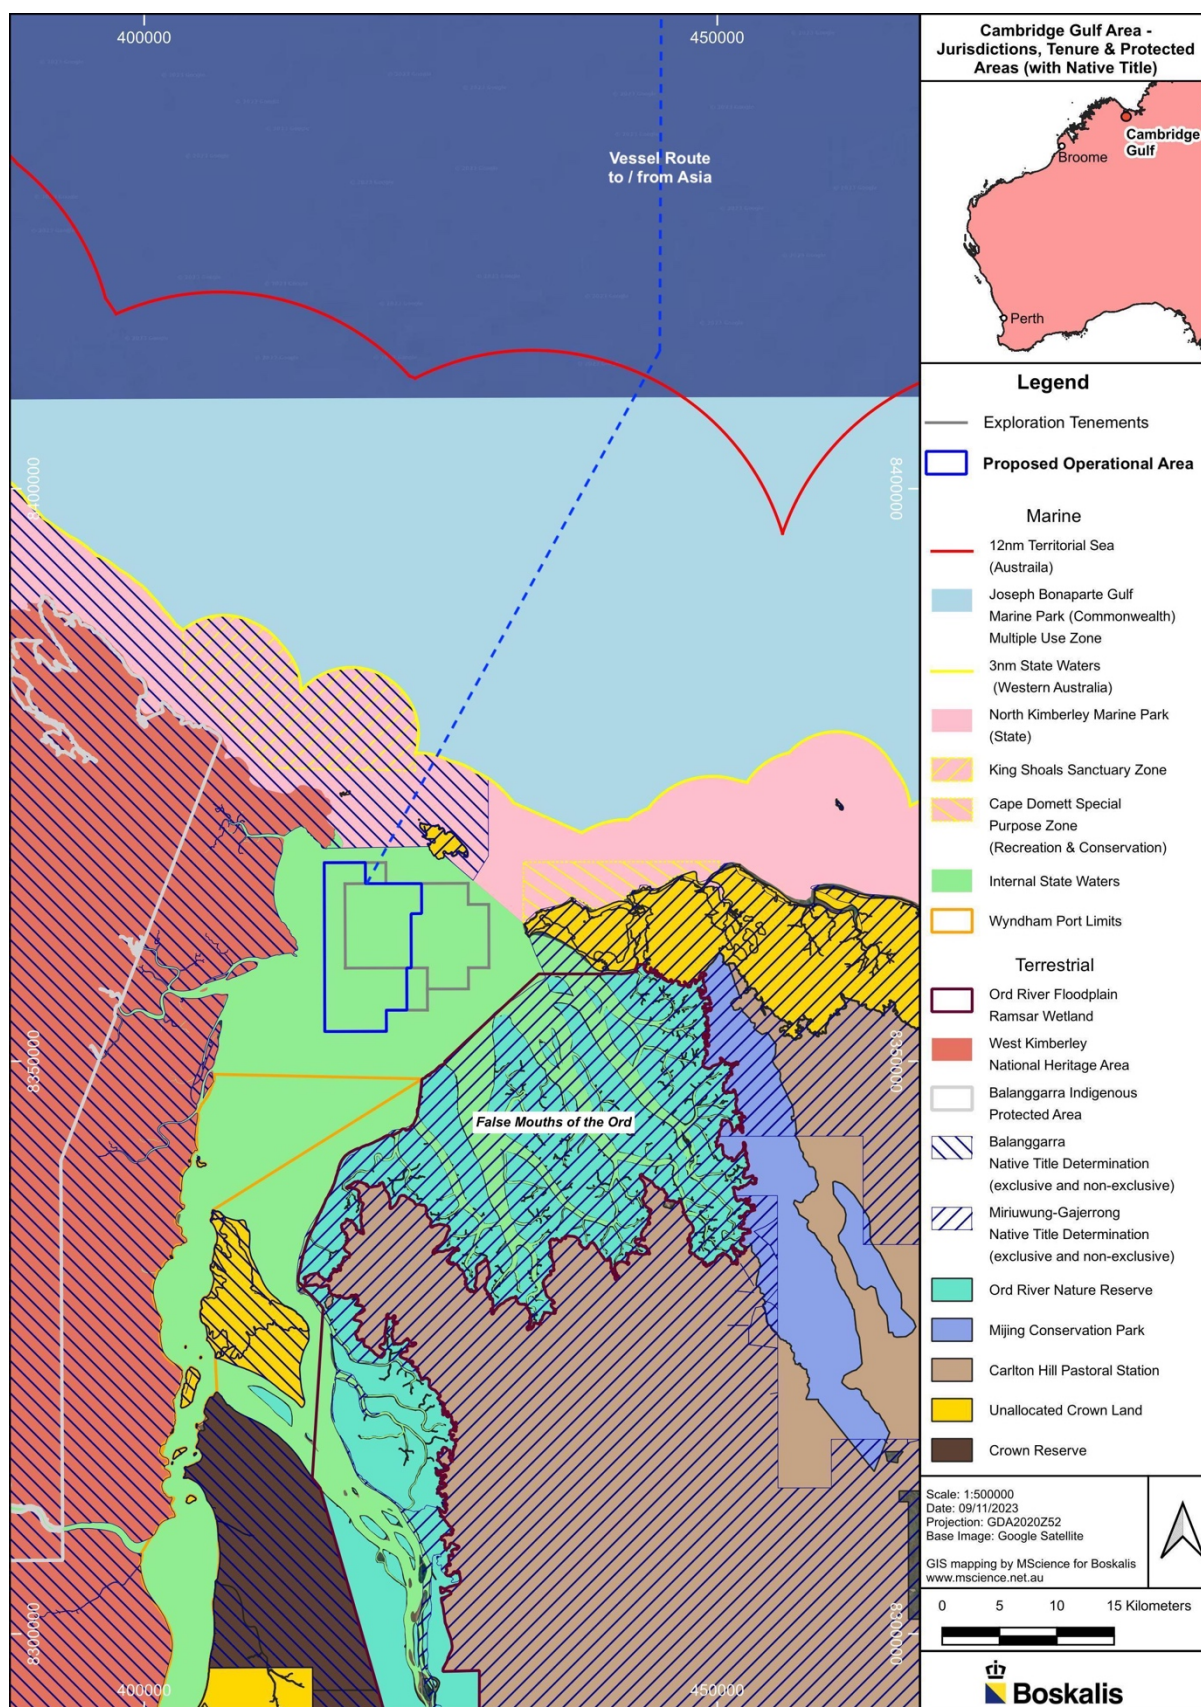 400000
450000
Vessel Route
to / from Asia
8400000
8400000
8350000
8350000
False Mouths of the Ord
8300000
8300000
400000
450000
Cambridge Gulf Area -
Jurisdictions, Tenure & Protected
Areas (with Native Title)
Cambridge
Gulf
Broome
Perth
Legend
Exploration Tenements
Proposed Operational Area
Marine
12nm Territorial Sea
(Austraila)
Joseph Bonaparte Gulf
Marine Park (Commonwealth)
Multiple Use Zone
3nm State Waters
(Western Australia)
North Kimberley Marine Park
(State)
King Shoals Sanctuary Zone
Cape Domett Special
Purpose Zone
(Recreation & Conservation)
Internal State Waters
Wyndham Port Limits
Terrestrial
Ord River Floodplain
Ramsar Wetland
West Kimberley
National Heritage Area
Balanggarra Indigenous
Protected Area
Balanggarra
Native Title Determination
(exclusive and non-exclusive)
Miriuwung-Gajerrong
Native Title Determination
(exclusive and non-exclusive)
Ord River Nature Reserve
Mijing Conservation Park
Carlton Hill Pastoral Station
Unallocated Crown Land
Crown Reserve
Scale: 1:500000
Date: 09/11/2023
Projection: GDA2020Z52
Base Image: Google Satellite
GIS mapping by MScience for Boskalis
www.mscience.net.au
0 5 10 15 Kilometers
Boskalis